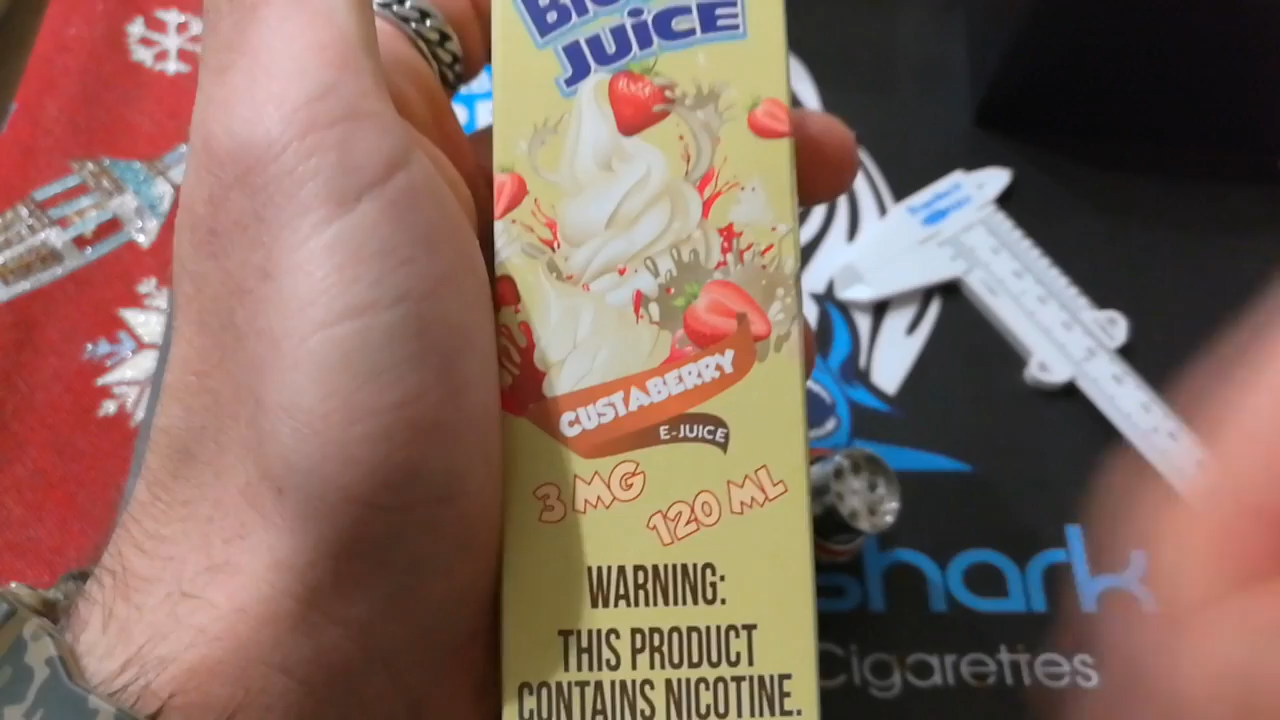 JUiCE
CUSTABERRY
E-JUICE
3 MG
120 ML
WARNING:
THIS PRODUCT
CONTAINS NICOTINE.
shark
Cigarettes